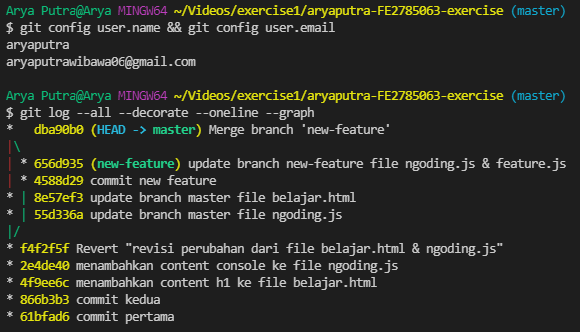 Arya Putra@Arya MINGW64 ~/Videos/exercise1/aryaputra-FE2785063-exercise (master)
$ git config user.name && git config user.email
aryaputra
aryaputrawibawa06@gmail.com

Arya Putra@Arya MINGW64 ~/Videos/exercise1/aryaputra-FE2785063-exercise (master)
$ git log --all --decorate --oneline --graph
*   dba90b0 (HEAD -> master) Merge branch 'new-feature'
|\
| * 656d935 (new-feature) update branch new-feature file ngoding.js & feature.js
| * 4588d29 commit new feature
* | 8e57ef3 update branch master file belajar.html
* | 55d336a update branch master file ngoding.js
|/
* f4f2f5f Revert "revisi perubahan dari file belajar.html & ngoding.js"
* 2e4de40 menambahkan content console ke file ngoding.js
* 4f9ee6c menambahkan content h1 ke file belajar.html
* 866b3b3 commit kedua
* 61bfad6 commit pertama